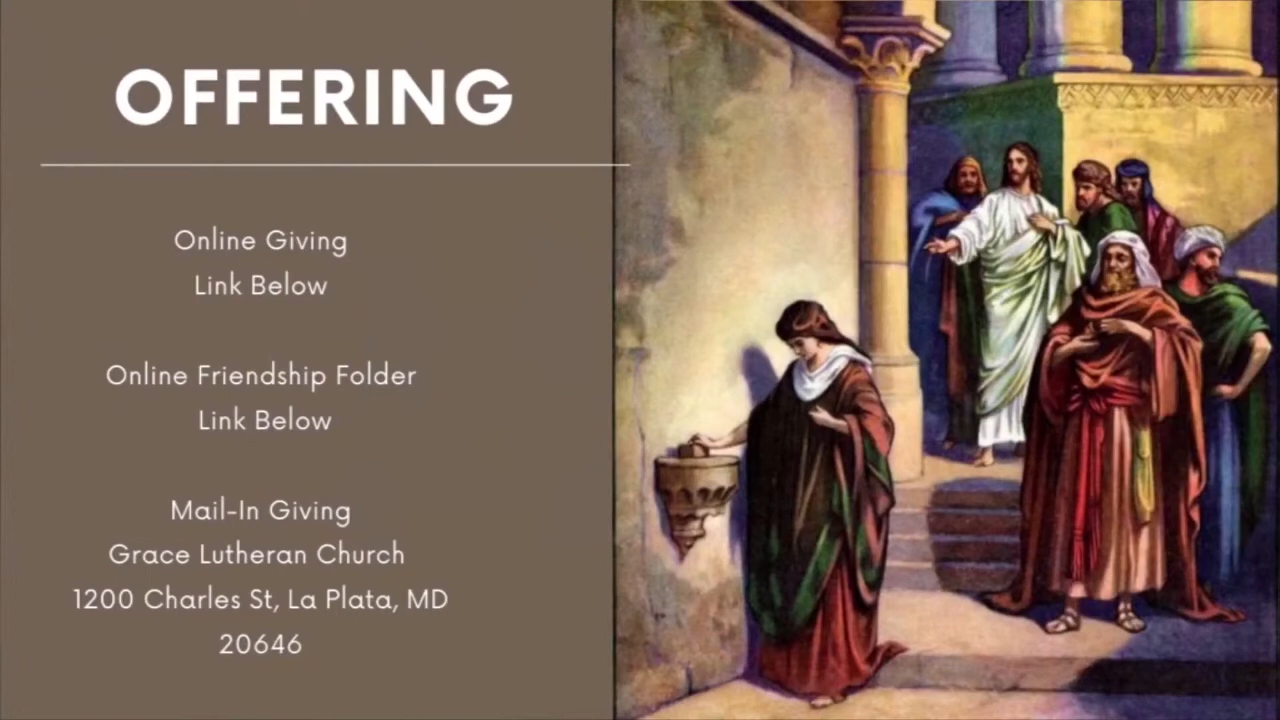 OFFERING
Online Giving
Link Below
Online Friendship Folder
Link Below
Mail-In Giving
Grace Lutheran Church
1200 Charles St, La Plata, MD
20646